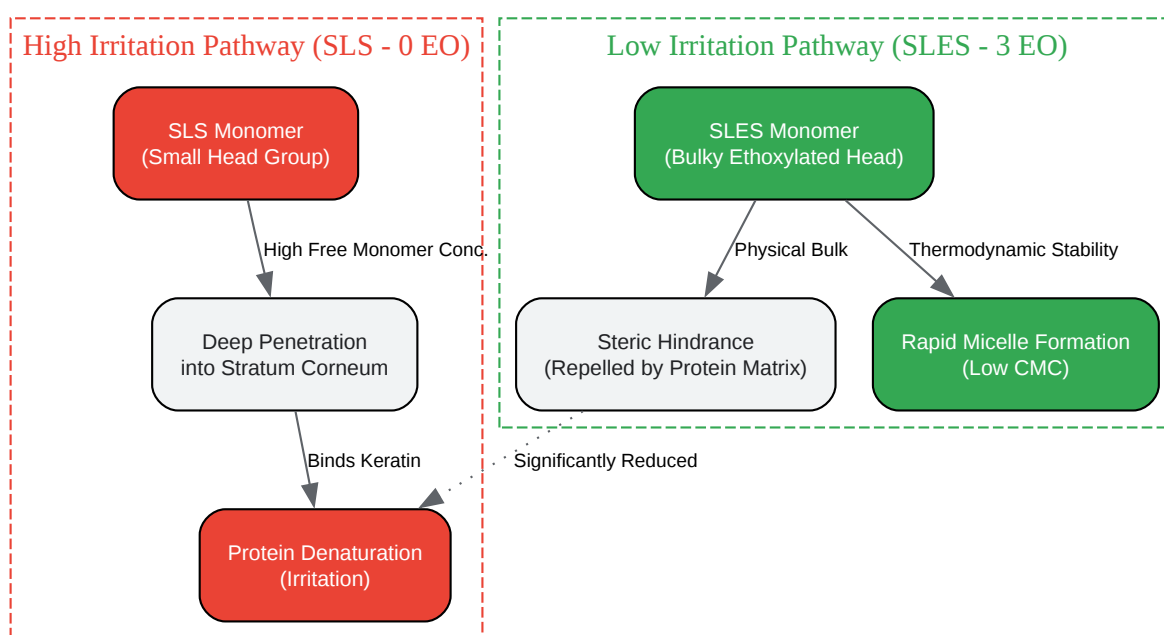 High Irritation Pathway (SLS - 0 EO)
SLS Monomer
(Small Head Group)
High Free Monomer Conc.
Deep Penetration
into Stratum Corneum
Binds Keratin
Protein Denaturation
(Irritation)
Low Irritation Pathway (SLES - 3 EO)
SLES Monomer
(Bulky Ethoxylated Head)
Physical Bulk
Thermodynamic Stability
Steric Hindrance
(Repelled by Protein Matrix)
Rapid Micelle Formation
(Low CMC)
Significantly Reduced